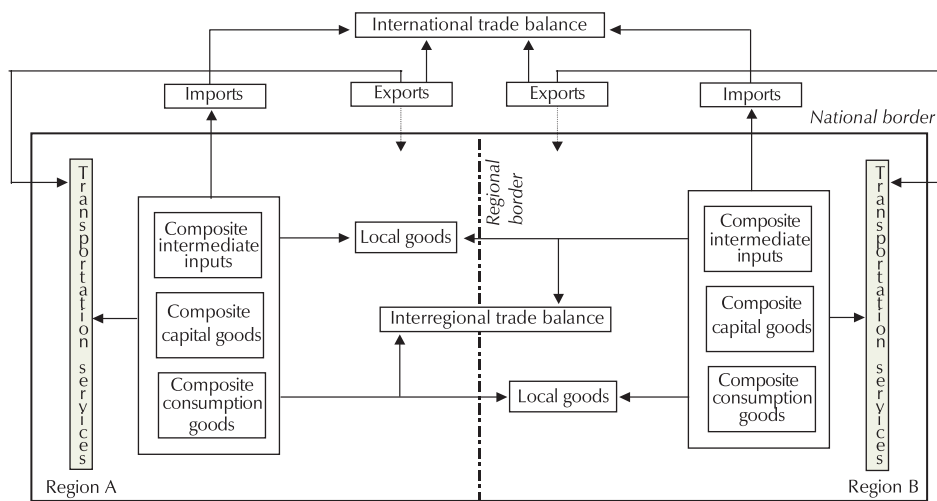 International trade balance
Imports
Exports
Exports
Imports
National border
Transportation services
Composite
intermediate
inputs
Composite
capital goods
Composite
consumption
goods
Local goods
Regional
border
Interregional trade balance
Local goods
Composite
intermediate
inputs
Composite
capital goods
Composite
consumption
goods
Transportation services
Region A
Region B